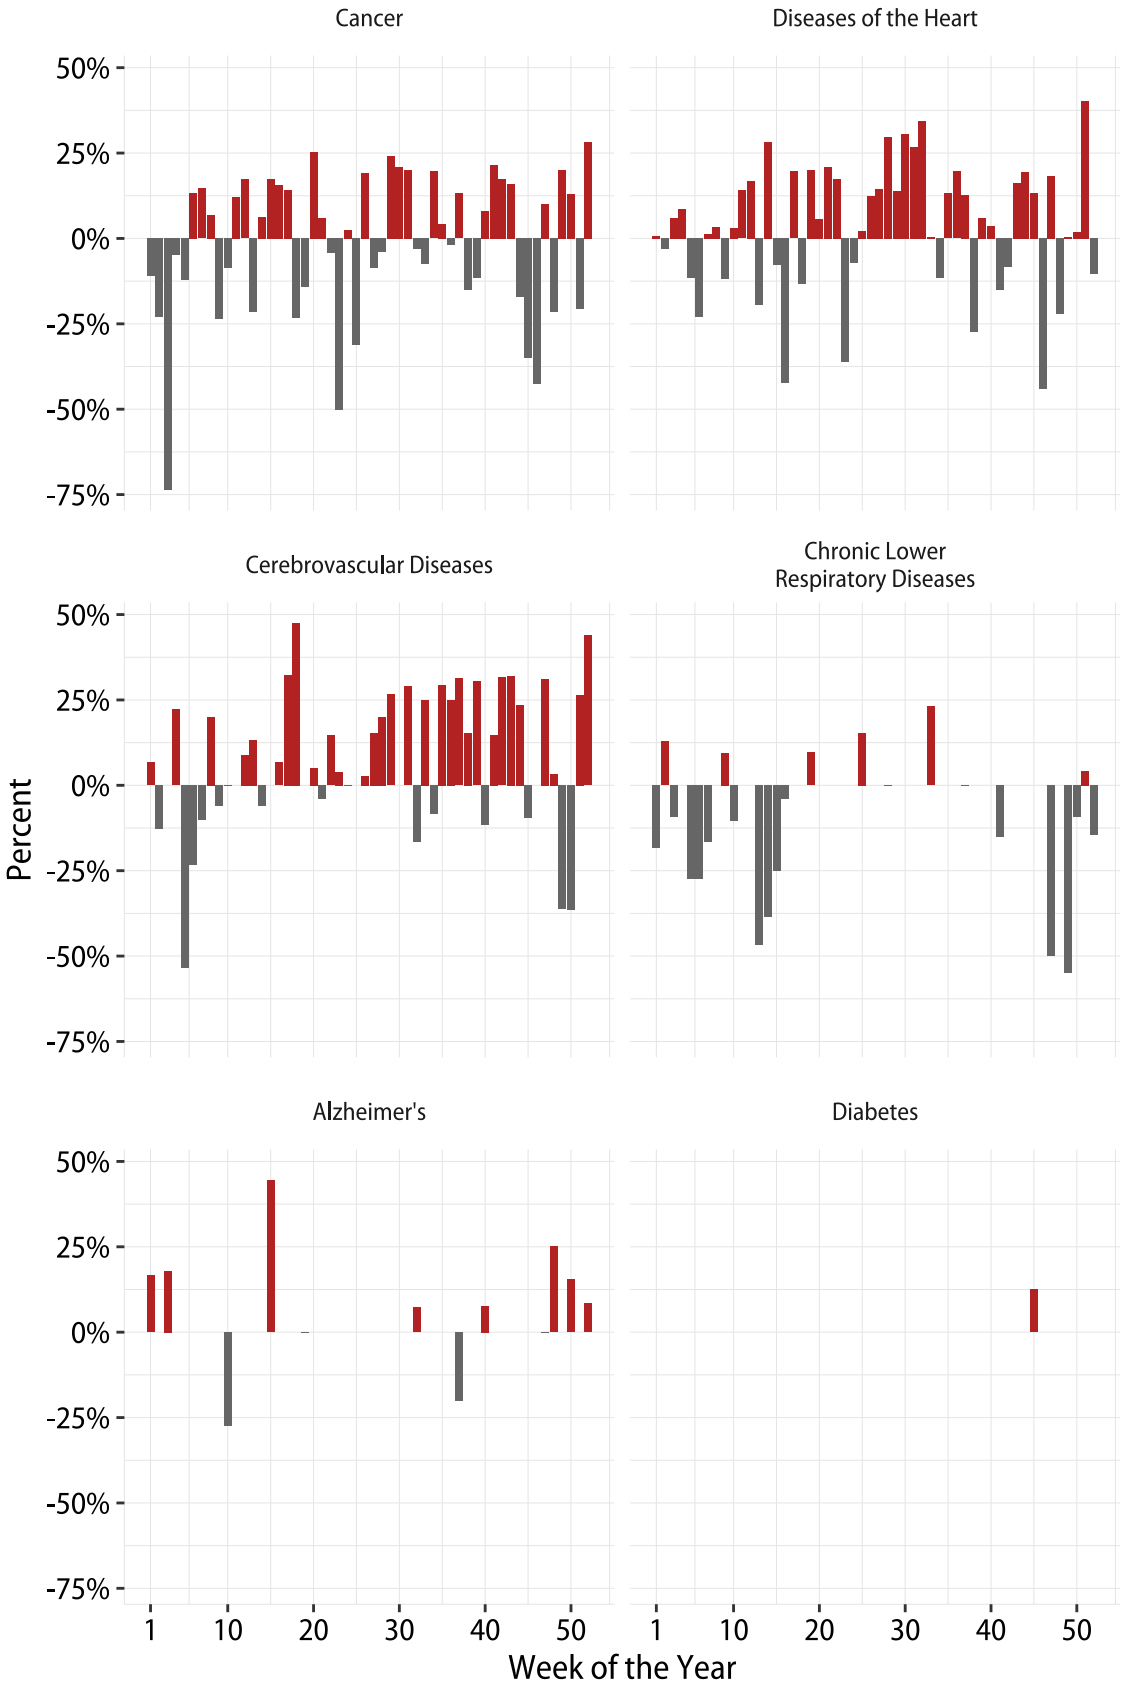 Cancer
Diseases of the Heart
50%
25%
0%
-25%
-50%
-75%
Cerebrovascular Diseases
Chronic Lower
Respiratory Diseases
50%
25%
0%
-25%
-50%
-75%
Percent
Alzheimer's
Diabetes
50%
25%
0%
-25%
-50%
-75%
1 10 20 30 40 50
1 10 20 30 40 50
Week of the Year